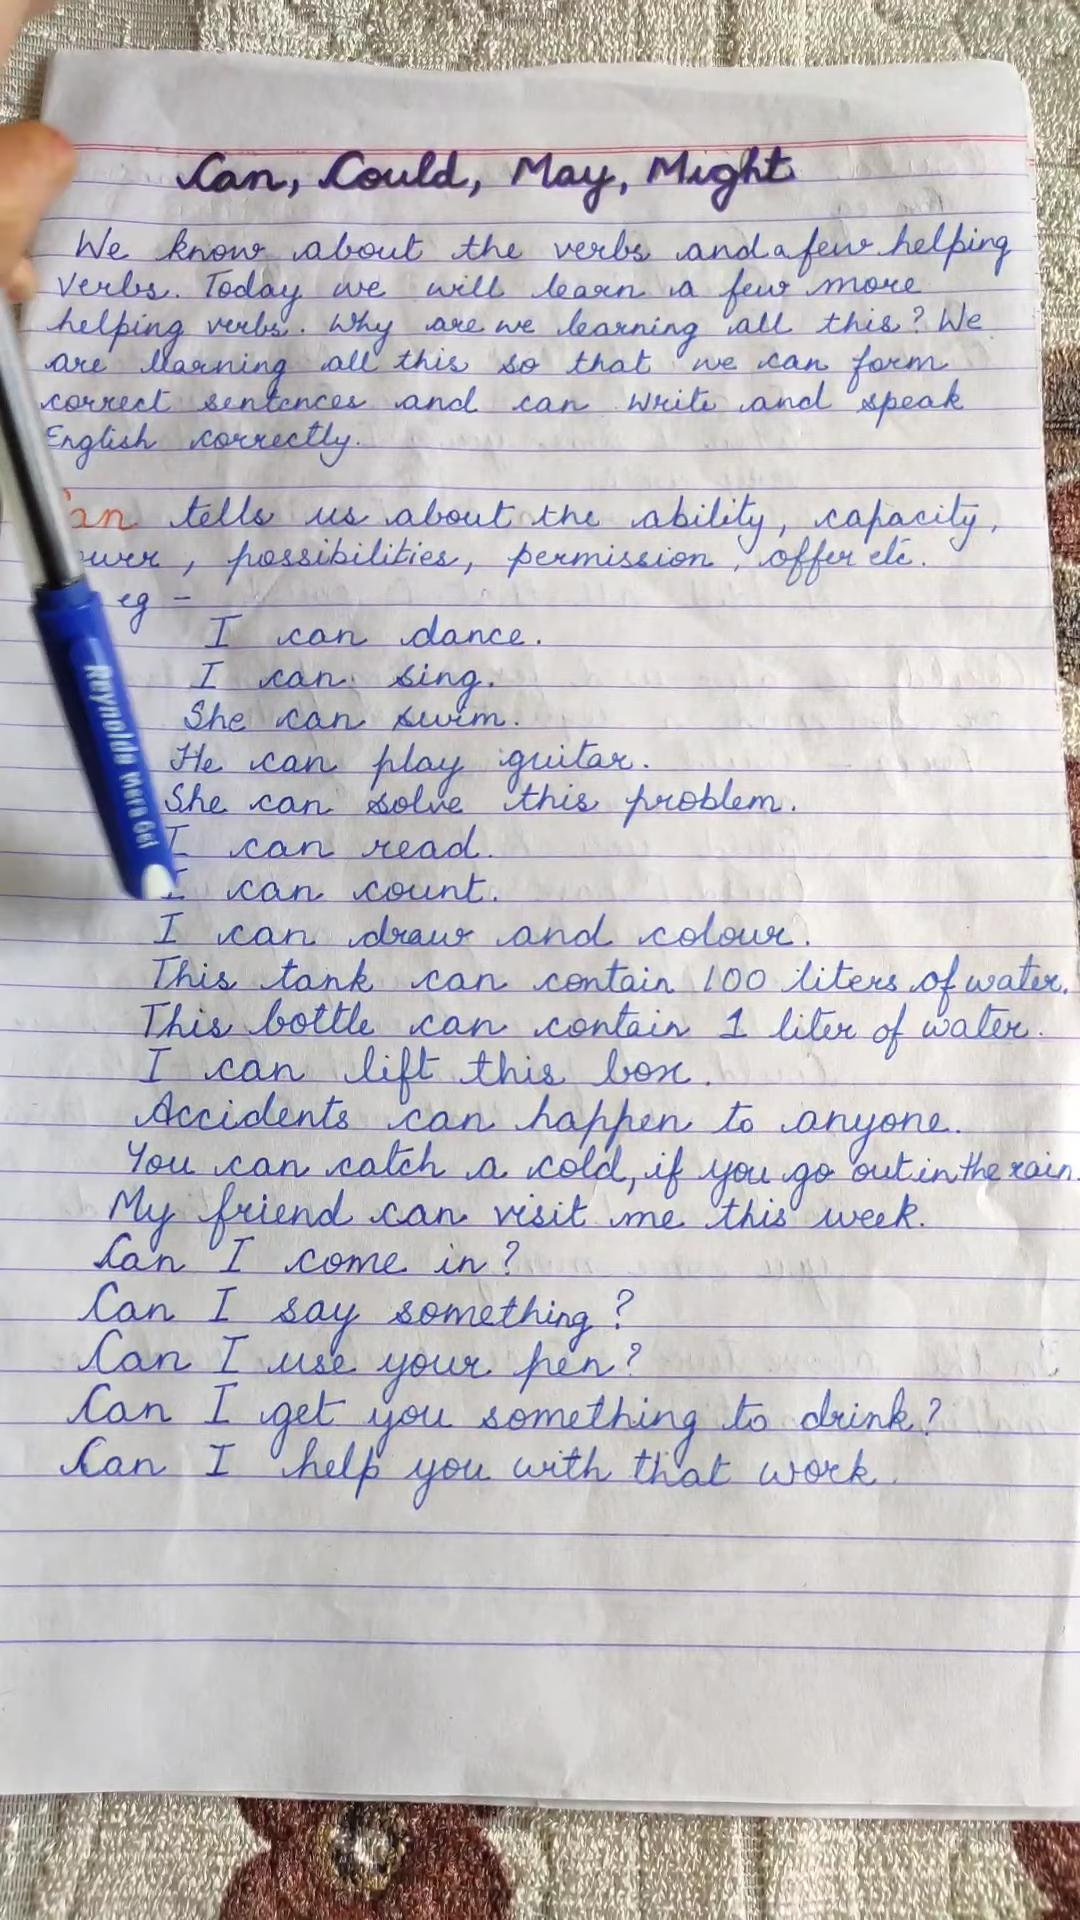 Can, Could, May, Might
We know about the verbs and a few helping
verbs. Today we will learn a few more
helping verbs. Why are we learning all this? We
are learning all this so that we can form
correct sentences and can write and speak
English correctly.
Can tells us about the ability, capacity,
power, possibilities, permission, offer etc.
eg -
I can dance.
I can sing.
She can swim.
He can play guitar.
She can solve this problem.
I can read.
I can count.
I can draw and colour.
This tank can contain 100 liters of water.
This bottle can contain 1 liter of water.
I can lift this box.
Accidents can happen to anyone.
You can catch a cold, if you go out in the rain.
My friend can visit me this week.
Can I come in?
Can I say something?
Can I use your pen?
Can I get you something to drink?
Can I help you with that work.
Reynolds